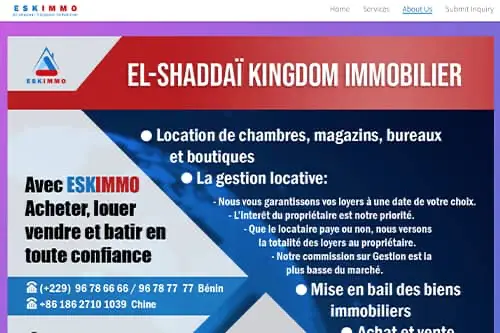 ESKIMMO
Home Services About Us Submit Inquiry
ESKIMMO
EL-SHADDAÏ KINGDOM IMMOBILIER
Location de chambres, magazins, bureaux
et boutiques
La gestion locative:
- Nous vous garantissons vos loyers à une date de votre choix.
- L'interêt du propriétaire est notre priorité.
- Que le locataire paye ou non, nous versons
la totalité des loyers au propriétaire.
- Notre commission sur Gestion est la
plus basse du marché.
Avec ESKIMMO
Acheter, louer
vendre et batir en
toute confiance
(+229) 96 78 66 66 / 96 78 77 77 Bénin
+86 186 2710 1039 Chine
Mise en bail des biens
immobiliers
Achat et vente